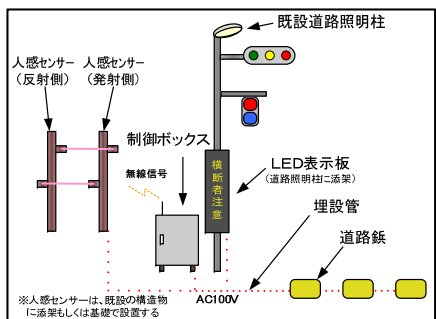 既設道路照明柱
人感センサー
（反射側）
人感センサー
（発射側）
制御ボックス
無線信号
横断者注意
LED表示板
（道路照明柱に添架）
埋設管
道路鋲
AC100V
※人感センサーは、既設の構造物
に添架もしくは基礎で設置する